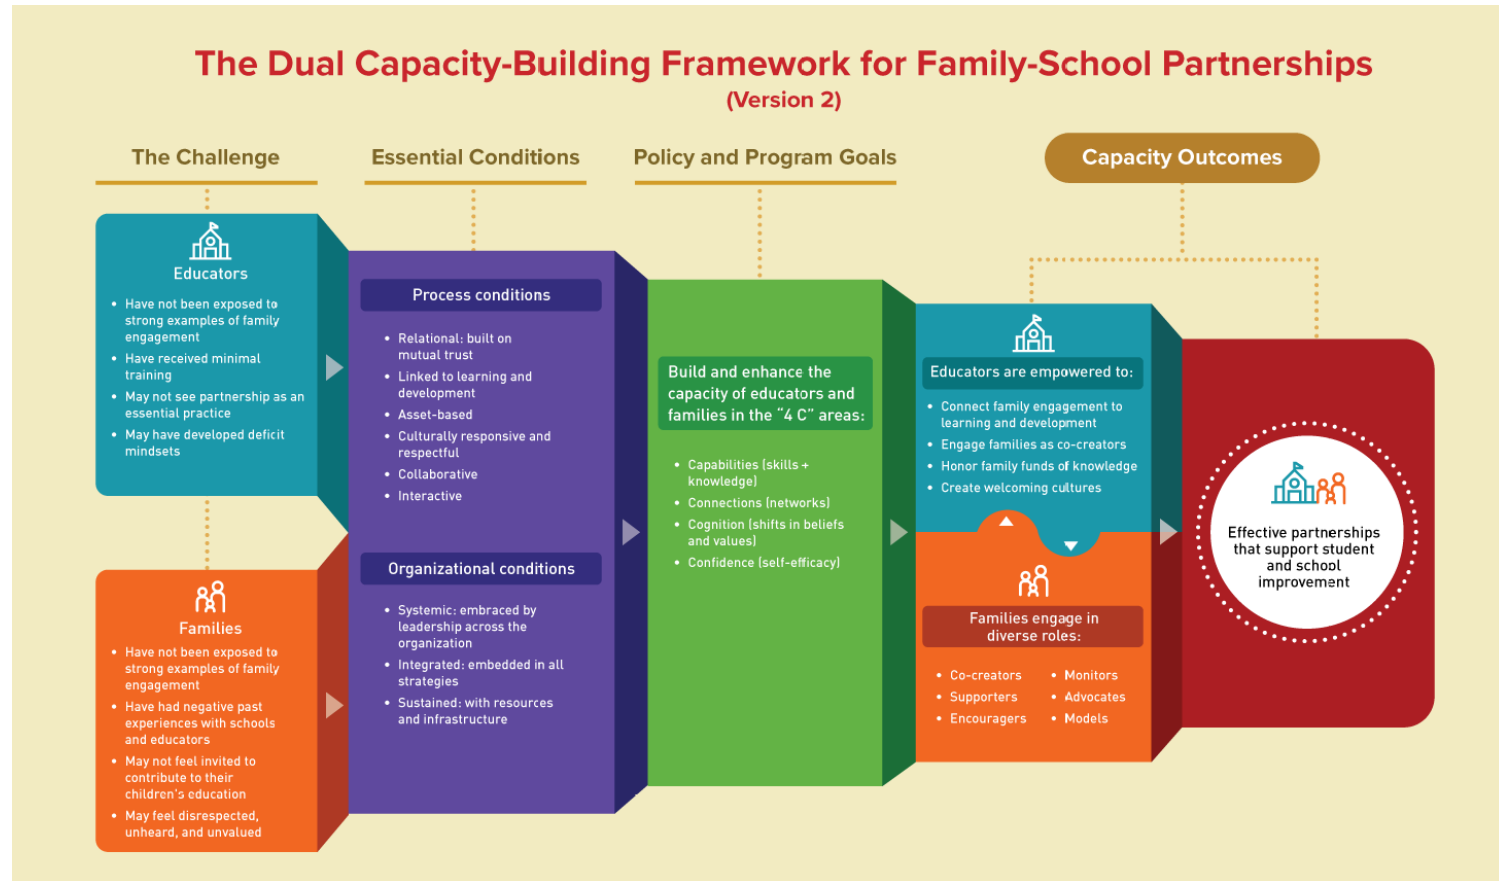 The Dual Capacity-Building Framework for Family-School Partnerships
(Version 2)
The Challenge
Educators
• Have not been exposed to
strong examples of family
engagement
• Have received minimal
training
• May not see partnership as an
essential practice
• May have developed deficit
mindsets
Families
• Have not been exposed to
strong examples of family
engagement
• Have had negative past
experiences with schools
and educators
• May not feel invited to
contribute to their
children's education
• May feel disrespected,
unheard, and unvalued
Essential Conditions
Process conditions
• Relational: built on
mutual trust
• Linked to learning and
development
• Asset-based
• Culturally responsive and
respectful
• Collaborative
• Interactive
Organizational conditions
• Systemic: embraced by
leadership across the
organization
• Integrated: embedded in all
strategies
• Sustained: with resources
and infrastructure
Policy and Program Goals
Build and enhance the
capacity of educators and
families in the “4 C” areas:
• Capabilities (skills +
knowledge)
• Connections (networks)
• Cognition (shifts in beliefs
and values)
• Confidence (self-efficacy)
Capacity Outcomes
Educators are empowered to:
• Connect family engagement to
learning and development
• Engage families as co-creators
• Honor family funds of knowledge
• Create welcoming cultures
Families engage in
diverse roles:
• Co-creators
• Supporters
• Encouragers
• Monitors
• Advocates
• Models
Effective partnerships
that support student
and school
improvement